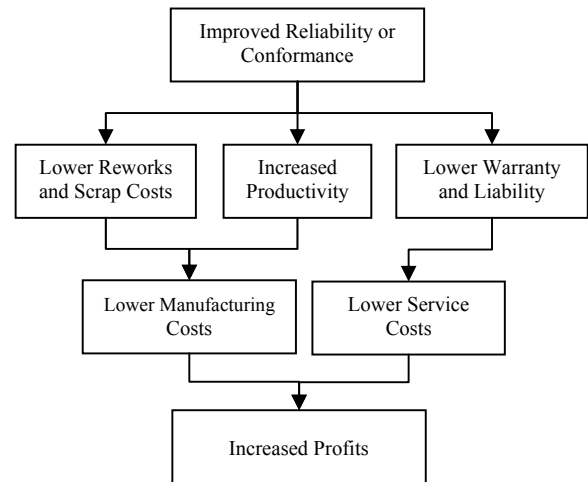 Improved Reliability or
Conformance
Lower Reworks
and Scrap Costs
Increased
Productivity
Lower Warranty
and Liability
Lower Manufacturing
Costs
Lower Service
Costs
Increased Profits